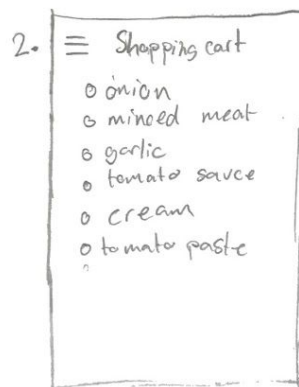 2.
Shopping cart
onion
minced meat
garlic
tomato sauce
cream
tomato paste